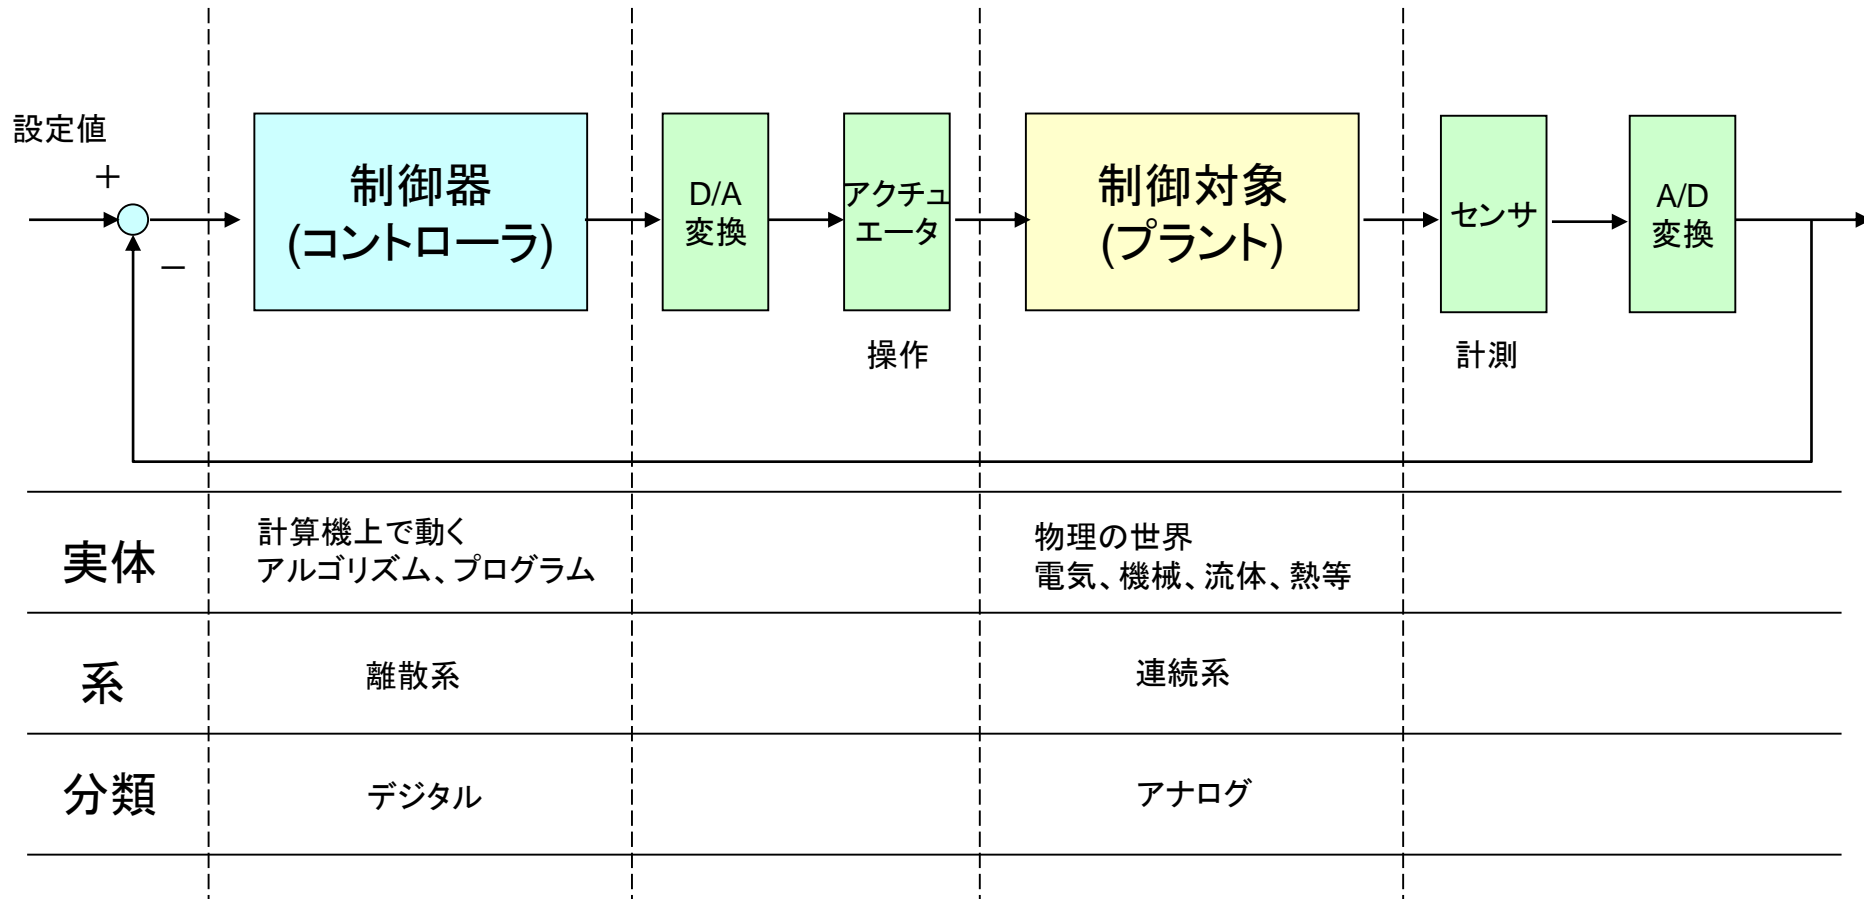 設定値
+
−
制御器
(コントローラ)
D/A
変換
アクチュ
エータ
操作
制御対象
(プラント)
センサ
計測
A/D
変換
実体
計算機上で動く
アルゴリズム、プログラム
物理の世界
電気、機械、流体、熱等
系
離散系
連続系
分類
デジタル
アナログ